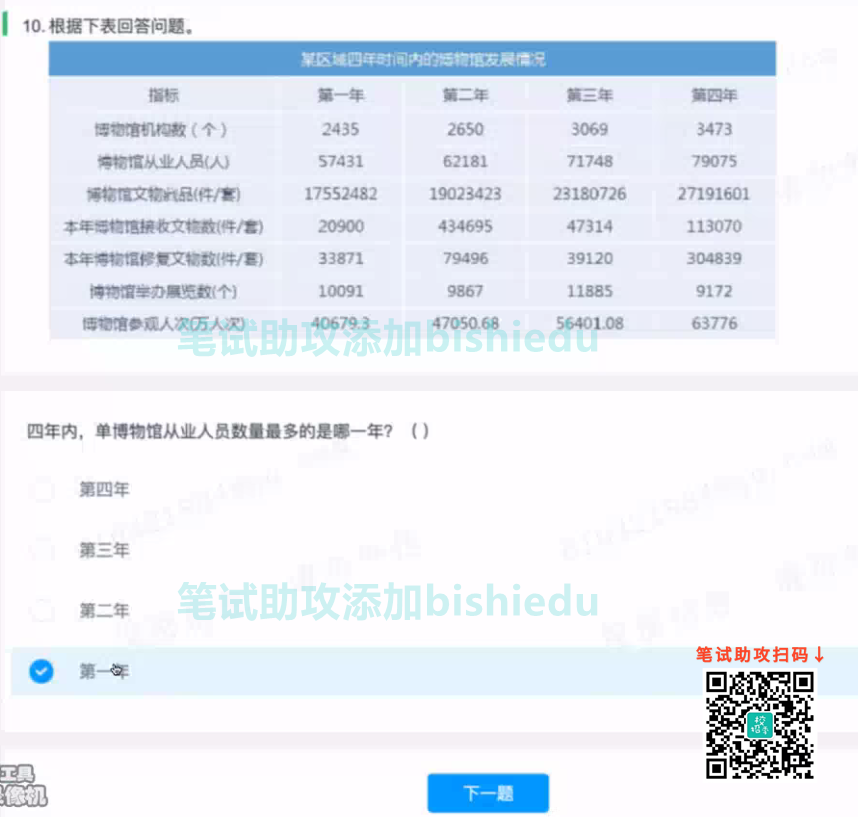 10. 根据下表回答问题。
某区域四年时间内的博物馆发展情况
指标 第一年 第二年 第三年 第四年
博物馆机构数（个） 2435 2650 3069 3473
博物馆从业人员(人) 57431 62181 71748 79075
博物馆文物藏品(件/套) 17552482 19023423 23180726 27191601
本年博物馆接收文物数(件/套) 20900 434695 47314 113070
本年博物馆修复文物数(件/套) 33871 79496 39120 304839
博物馆举办展览数(个) 10091 9867 11885 9172
博物馆参观人次(万人次) 40679.3 47050.68 56401.08 63776
笔试助攻添加bishiedu
四年内，单博物馆从业人员数量最多的是哪一年？（ ）
第四年
第三年
第二年
笔试助攻添加bishiedu
第一年
笔试助攻扫码↓
工具
像机
下一题